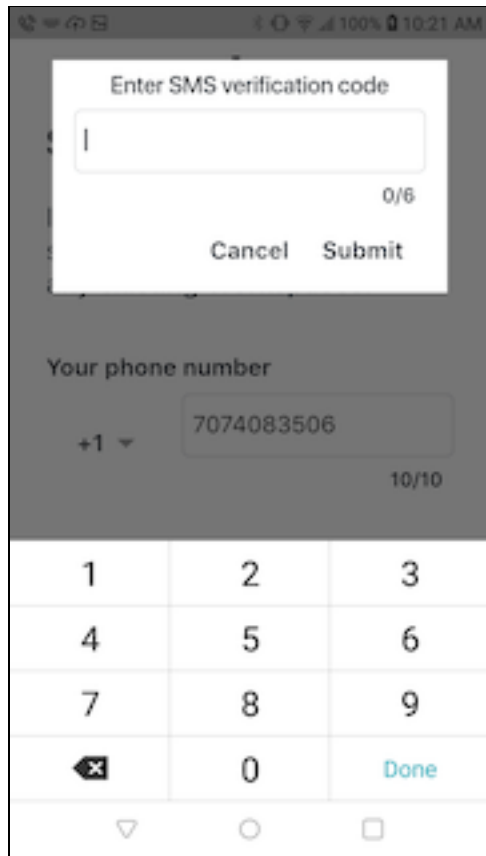 100% 10:21 AM
Enter SMS verification code
0/6
Cancel Submit
Your phone number
+1 7074083506
10/10
1 2 3
4 5 6
7 8 9
0 Done